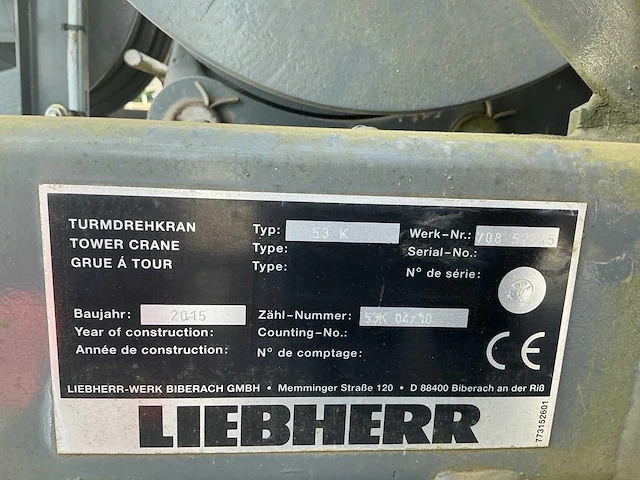 TURMDREHKRAN
TOWER CRANE
GRUE Á TOUR
Typ: 53 K
Type:
Type:
Werk-Nr.:
Serial-No.:
N° de série:
Baujahr: 2015
Year of construction:
Année de construction:
Zähl-Nummer: 53K
Counting-No.:
N° de comptage:
CE
LIEBHERR-WERK BIBERACH GMBH • Memminger Straße 120 • D 88400 Biberach an der Riß
LIEBHERR
773152601